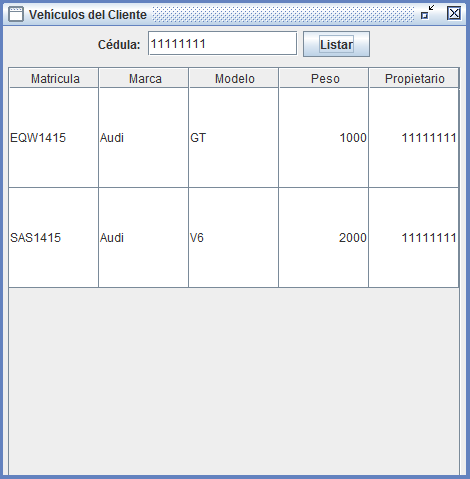 Vehículos del Cliente
Cédula: 11111111 Listar
Matricula Marca Modelo Peso Propietario
EQW1415 Audi GT 1000 11111111
SAS1415 Audi V6 2000 11111111